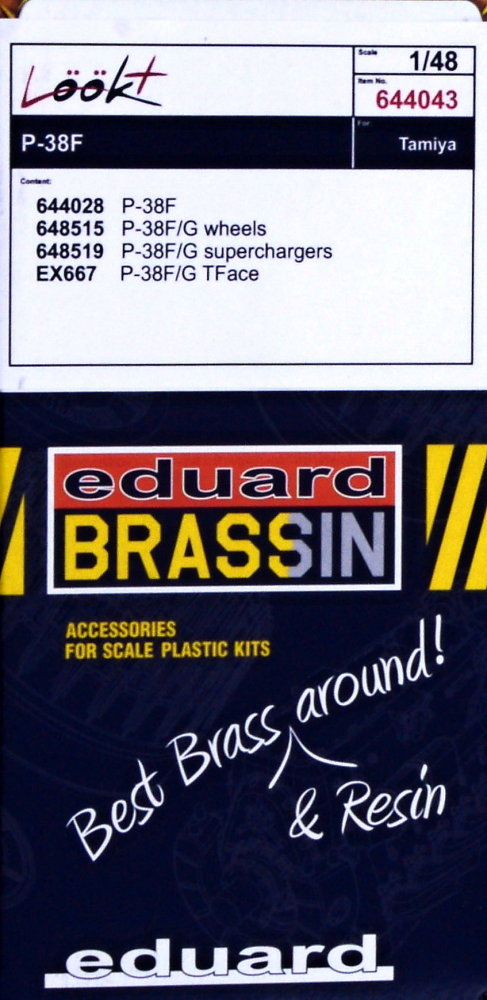 Löök+
Scale
1/48
Item No.
644043
P-38F
For
Tamiya
Content:
644028 P-38F
648515 P-38F/G wheels
648519 P-38F/G superchargers
EX667 P-38F/G TFace
eduard
BRASSIN
ACCESSORIES
FOR SCALE PLASTIC KITS
Best Brass around!
& Resin
eduard